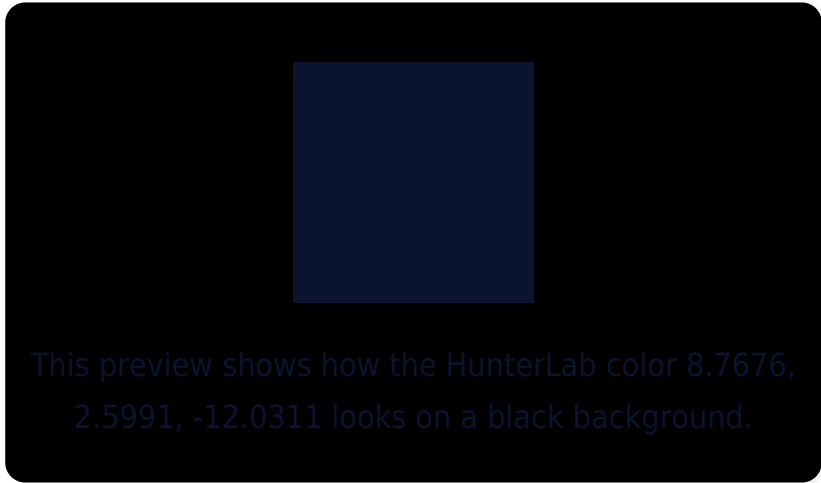 This preview shows how the HunterLab color 8.7676,
2.5991, -12.0311 looks on a black background.